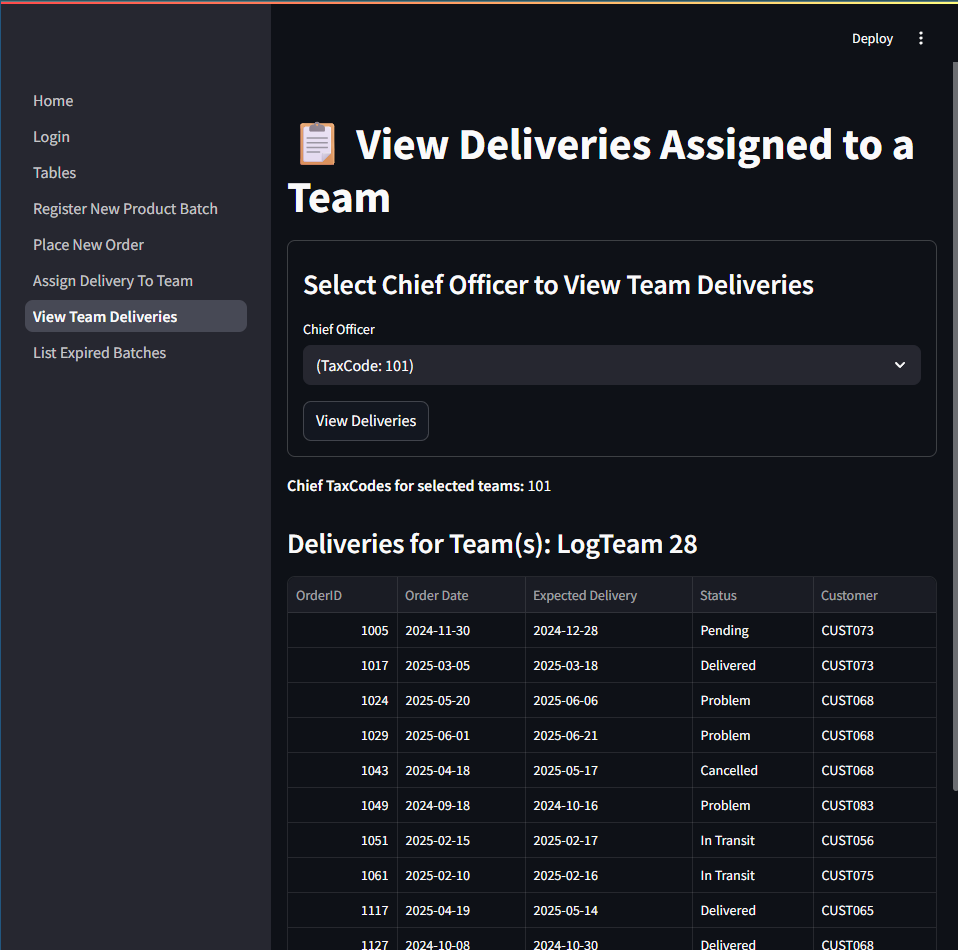 Deploy
Home
Login
Tables
Register New Product Batch
Place New Order
Assign Delivery To Team
View Team Deliveries
List Expired Batches
View Deliveries Assigned to a
Team
Select Chief Officer to View Team Deliveries
Chief Officer
(TaxCode: 101)
View Deliveries
Chief TaxCodes for selected teams: 101
Deliveries for Team(s): LogTeam 28
OrderID Order Date Expected Delivery Status Customer
1005 2024-11-30 2024-12-28 Pending CUST073
1017 2025-03-05 2025-03-18 Delivered CUST073
1024 2025-05-20 2025-06-06 Problem CUST068
1029 2025-06-01 2025-06-21 Problem CUST068
1043 2025-04-18 2025-05-17 Cancelled CUST068
1049 2024-09-18 2024-10-16 Problem CUST083
1051 2025-02-15 2025-02-17 In Transit CUST056
1061 2025-02-10 2025-02-16 In Transit CUST075
1117 2025-04-19 2025-05-14 Delivered CUST065
1127 2024-10-08 2024-10-30 Delivered CUST068